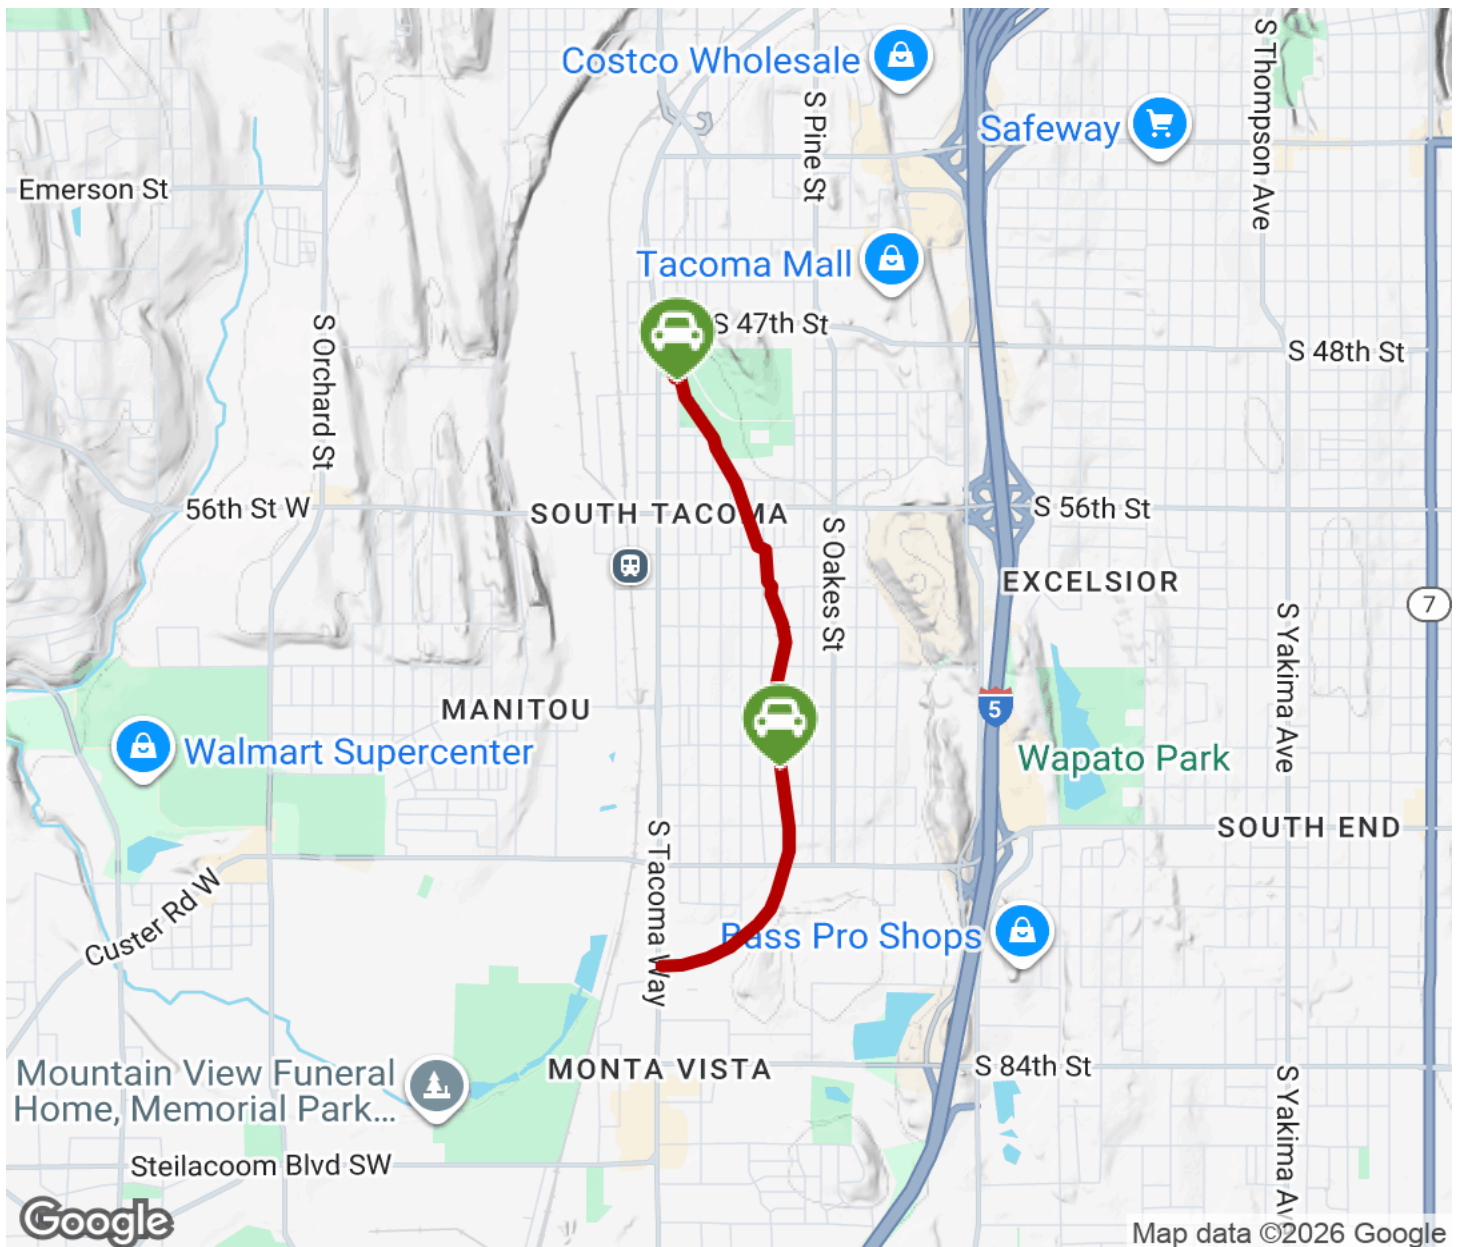 Costco Wholesale
S Pine St
S Thompson Ave
Safeway
Emerson St
Tacoma Mall
S 47th St
S Orchard St
S 48th St
56th St W
SOUTH TACOMA
S 56th St
S Oakes St
EXCELSIOR
7
S Yakima Ave
MANITOU
5
Walmart Supercenter
Wapato Park
S Tacoma Way
SOUTH END
Custer Rd W
Bass Pro Shops
MONTA VISTA
S 84th St
Mountain View Funeral
Home, Memorial Park...
S Yakima Av
Steilacoom Blvd SW
Google
Map data ©2026 Google